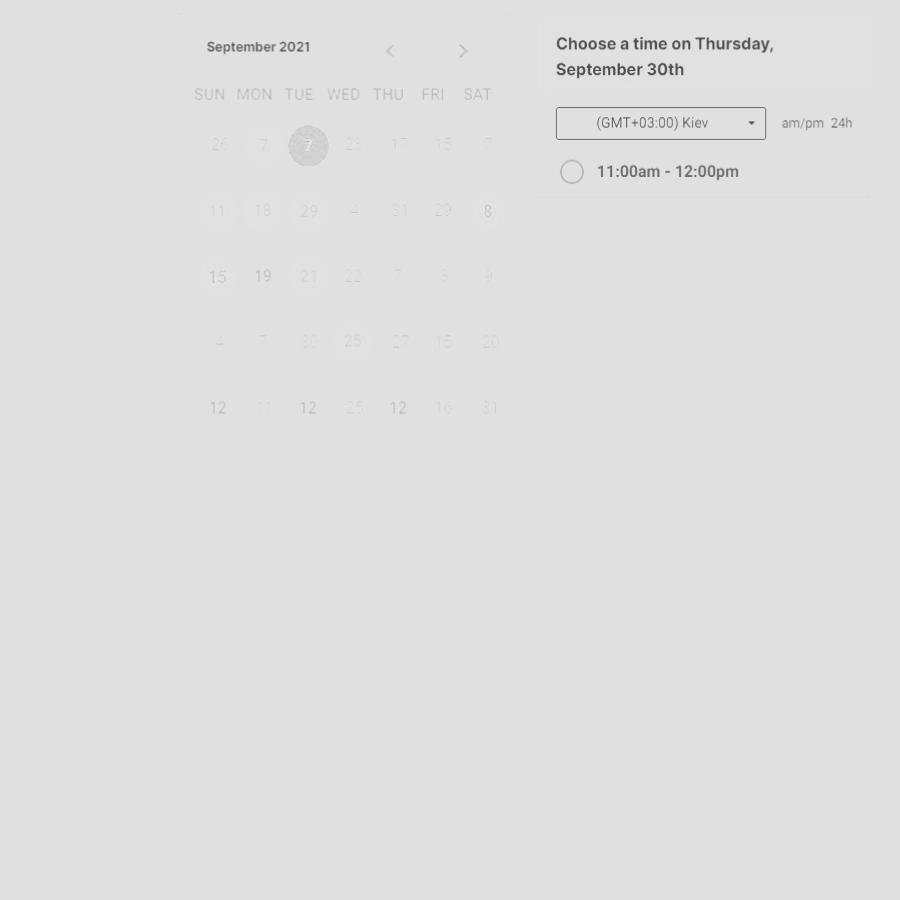 September 2021
SUN MON TUE WED THU FRI SAT
26 7 7 23 17 15 7
11 18 29 4 31 29 8
15 19 21 22 7 3 9
4 7 30 25 27 15 20
12 11 12 25 12 16 31
Choose a time on Thursday,
September 30th
(GMT+03:00) Kiev
am/pm 24h
11:00am - 12:00pm